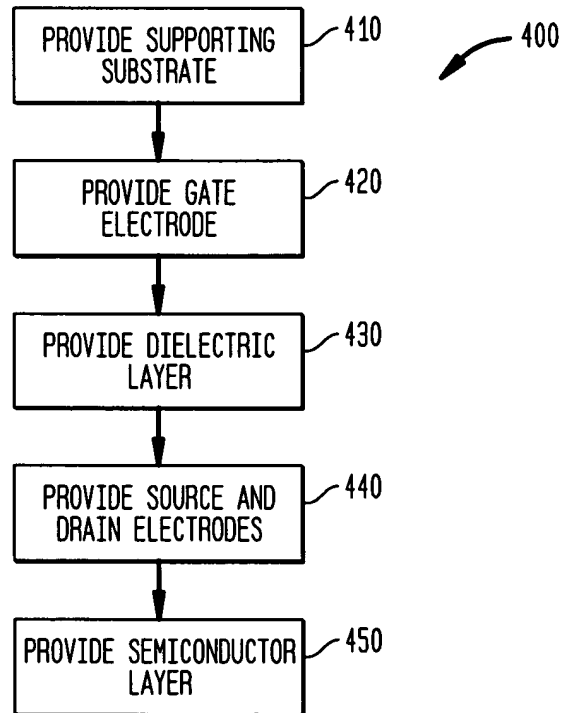 PROVIDE SUPPORTING
SUBSTRATE
410
400
PROVIDE GATE
ELECTRODE
420
PROVIDE DIELECTRIC
LAYER
430
PROVIDE SOURCE AND
DRAIN ELECTRODES
440
PROVIDE SEMICONDUCTOR
LAYER
450